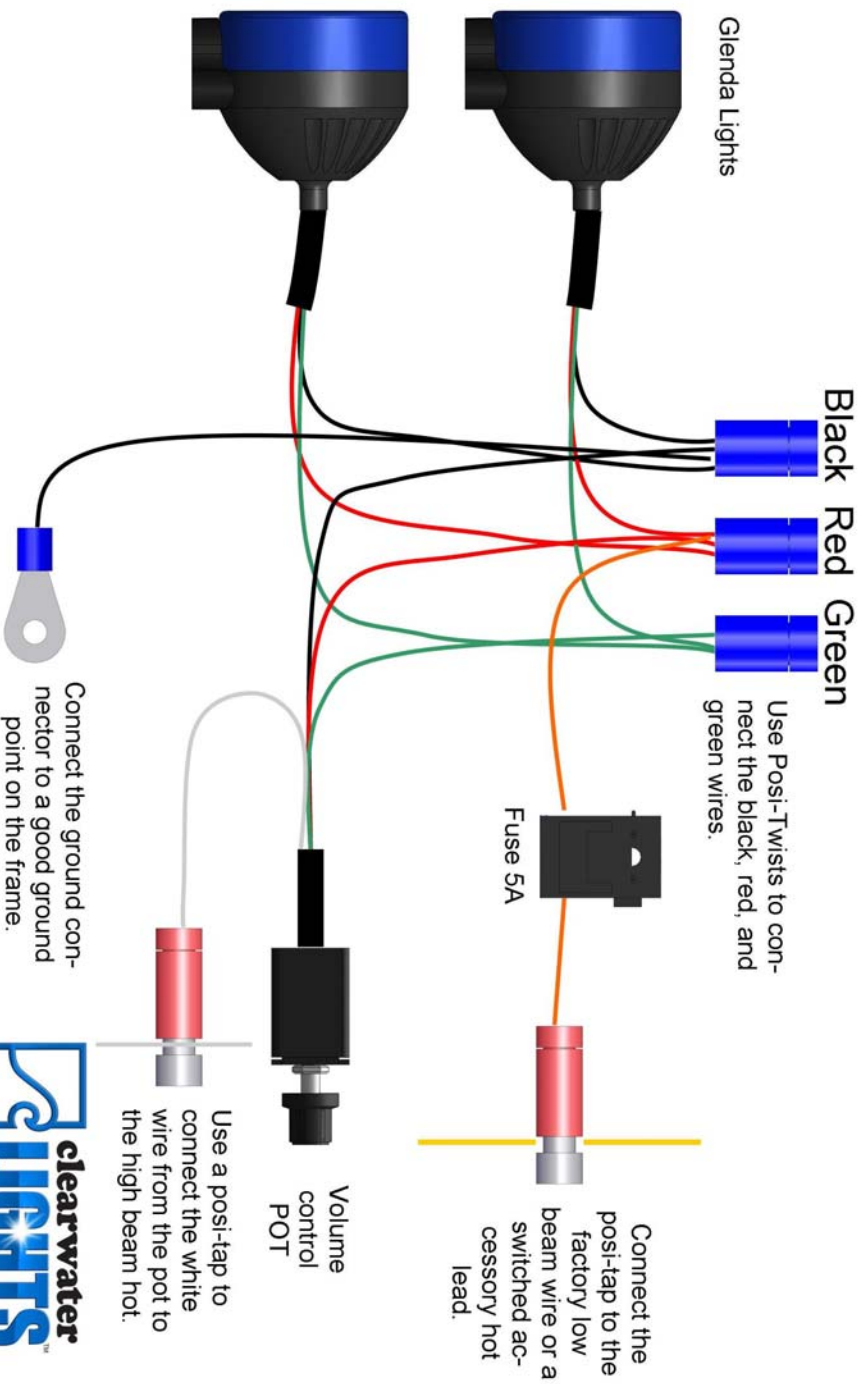 Glenda Lights
Black Red Green
Use Posi-Twists to con-
nect the black, red, and
green wires.
Fuse 5A
Connect the
posi-tap to the
factory low
beam wire or a
switched ac-
cessory hot
lead.
Volume
control
POT
Use a posi-tap to
connect the white
wire from the pot to
the high beam hot.
Connect the ground con-
nector to a good ground
point on the frame.
clearwater
LIGHTS™